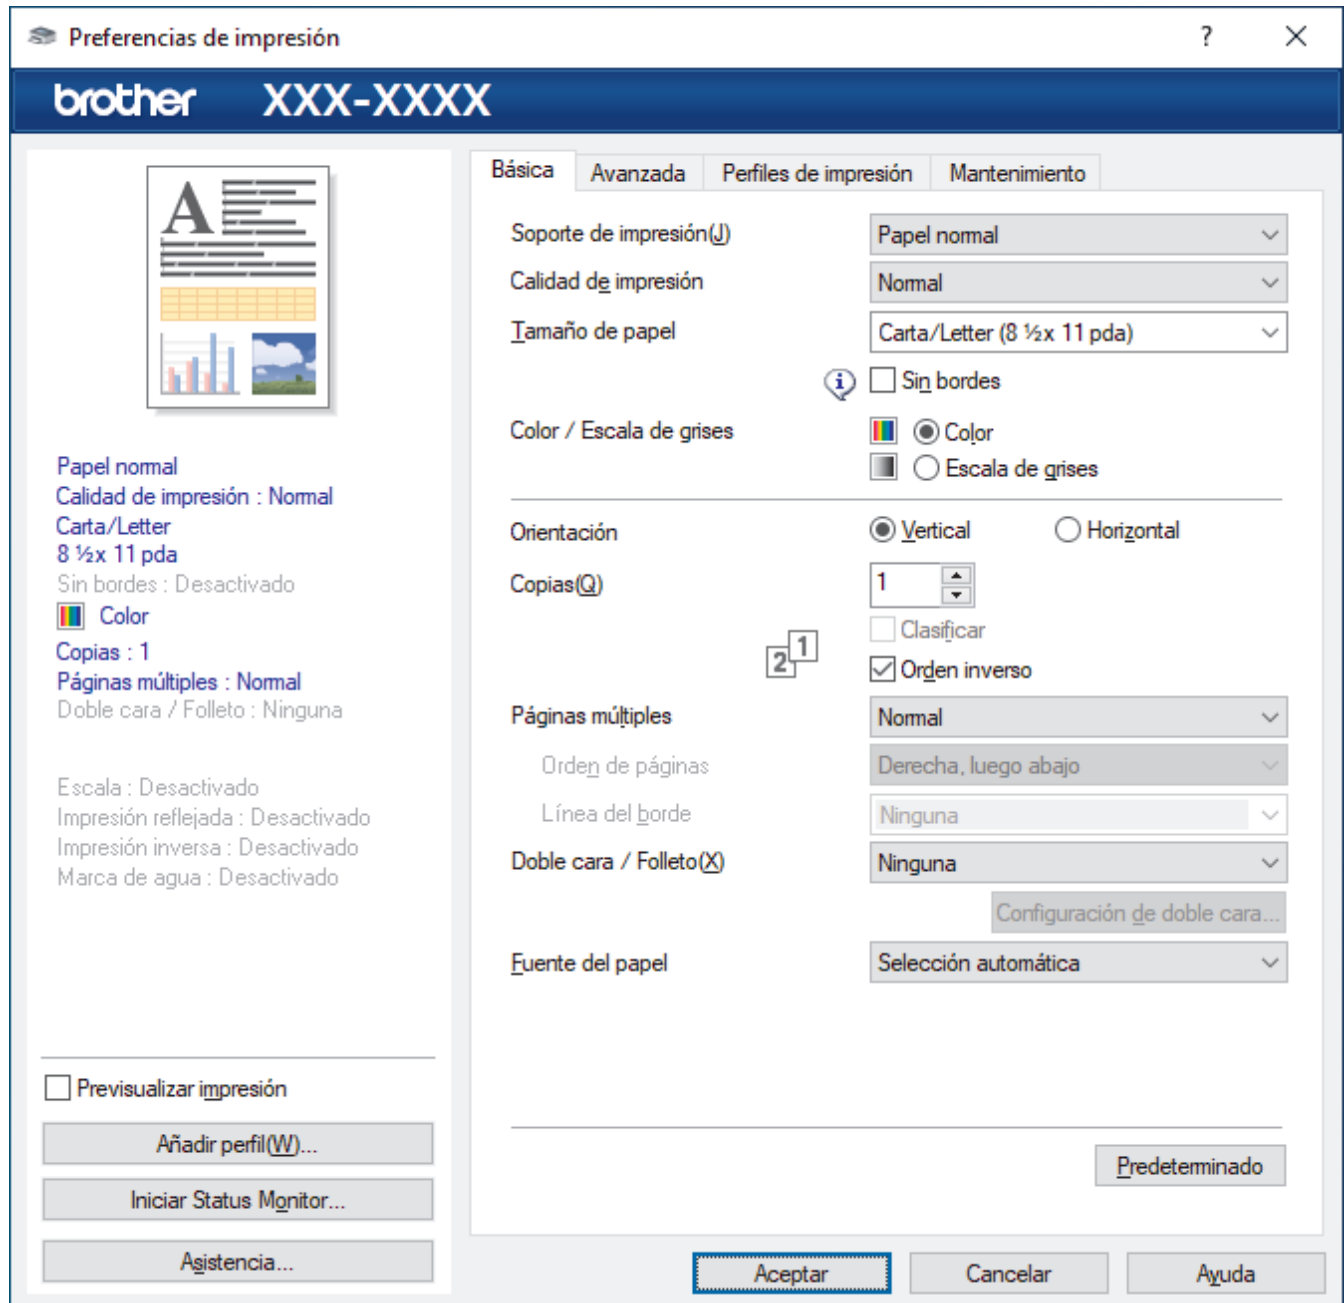 Preferencias de impresión
?
brother XXX-XXXX
A
Papel normal
Calidad de impresión : Normal
Carta/Letter
8 ½x 11 pda
Sin bordes : Desactivado
Color
Copias : 1
Páginas múltiples : Normal
Doble cara / Folleto : Ninguna
Escala : Desactivado
Impresión reflejada : Desactivado
Impresión inversa : Desactivado
Marca de agua : Desactivado
Previsualizar impresión
Añadir perfil(W)...
Iniciar Status Monitor...
Asistencia...
Básica Avanzada Perfiles de impresión Mantenimiento
Soporte de impresión(J) Papel normal
Calidad de impresión Normal
Tamaño de papel Carta/Letter (8 ½x 11 pda)
Sin bordes
Color / Escala de grises Color
Escala de grises
Orientación Vertical Horizontal
Copias(Q) 1
Clasificar
2 1 Orden inverso
Páginas múltiples Normal
Orden de páginas Derecha, luego abajo
Línea del borde Ninguna
Doble cara / Folleto(X) Ninguna
Configuración de doble cara...
Fuente del papel Selección automática
Predeterminado
Aceptar Cancelar Ayuda